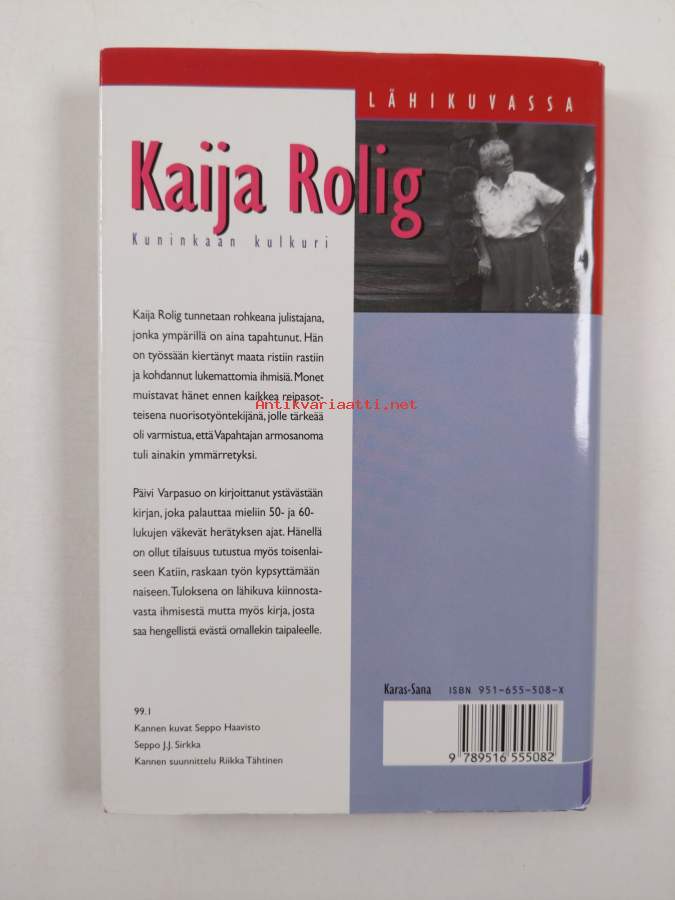 LÄHIKUVASSA
Kaija Rolig
Kuninkaan kulkuri
Kaija Rolig tunnetaan rohkeana julistajana,
jonka ympärillä on aina tapahtunut. Hän
on työssään kiertänyt maata ristiin rastiin
ja kohdannut lukemattomia ihmisiä. Monet
muistavat hänet ennen kaikkea reipasot-
teisena nuorisotyöntekijänä, jolle tärkeää
oli varmistua, että Vapahtajan armosanoma
tuli ainakin ymmärretyksi.
Antikvariaatti.net
Päivi Varpasuo on kirjoittanut ystävästään
kirjan, joka palauttaa mieliin 50- ja 60-
lukujen väkevät herätyksen ajat. Hänellä
on ollut tilaisuus tutustua myös toisenlai-
seen Katiin, raskaan työn kypsyttämään
naiseen. Tuloksena on lähikuva kiinnosta-
vasta ihmisestä mutta myös kirja, josta
saa hengellistä evästä omallekin taipaleelle.
99.1
Kannen kuvat Seppo Haavisto
Seppo J.J. Sirkka
Kannen suunnittelu Riikka Tähtinen
Karas-Sana ISBN 951-655-508-X
9 789516 555082